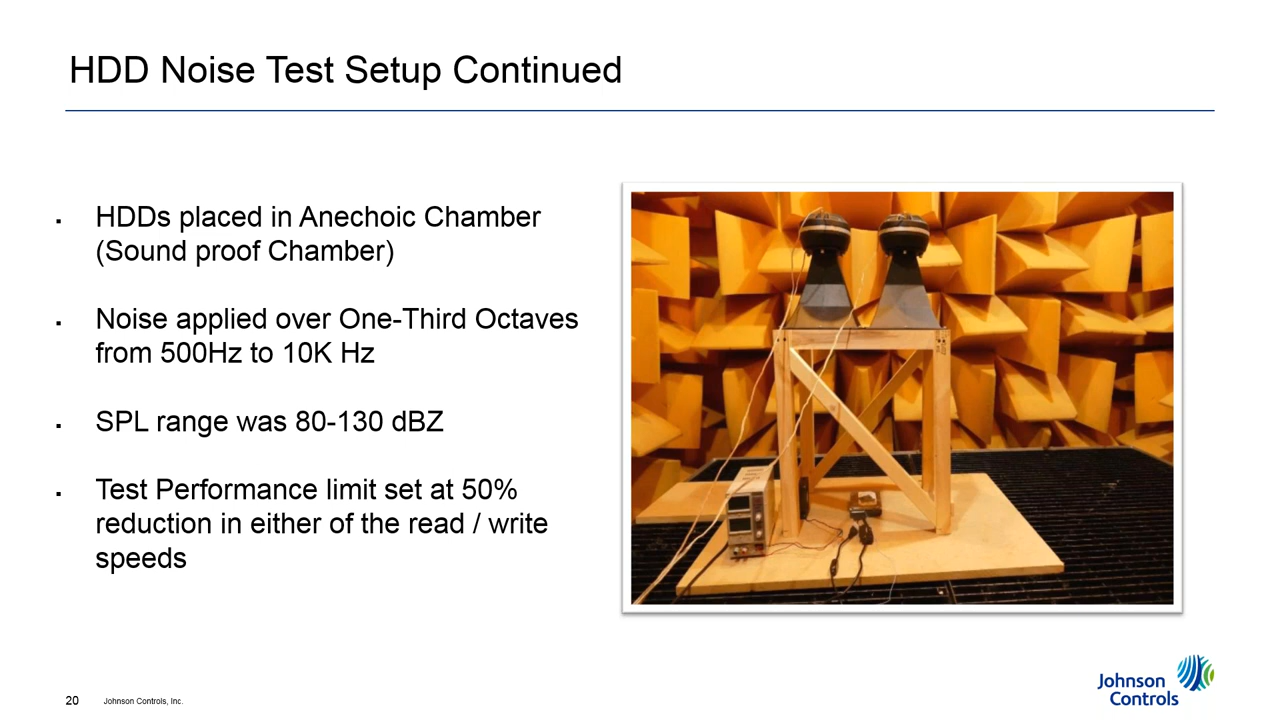 HDD Noise Test Setup Continued
HDDs placed in Anechoic Chamber
(Sound proof Chamber)
Noise applied over One-Third Octaves
from 500Hz to 10K Hz
SPL range was 80-130 dBZ
Test Performance limit set at 50%
reduction in either of the read / write
speeds
20 Johnson Controls, Inc.
Johnson
Controls